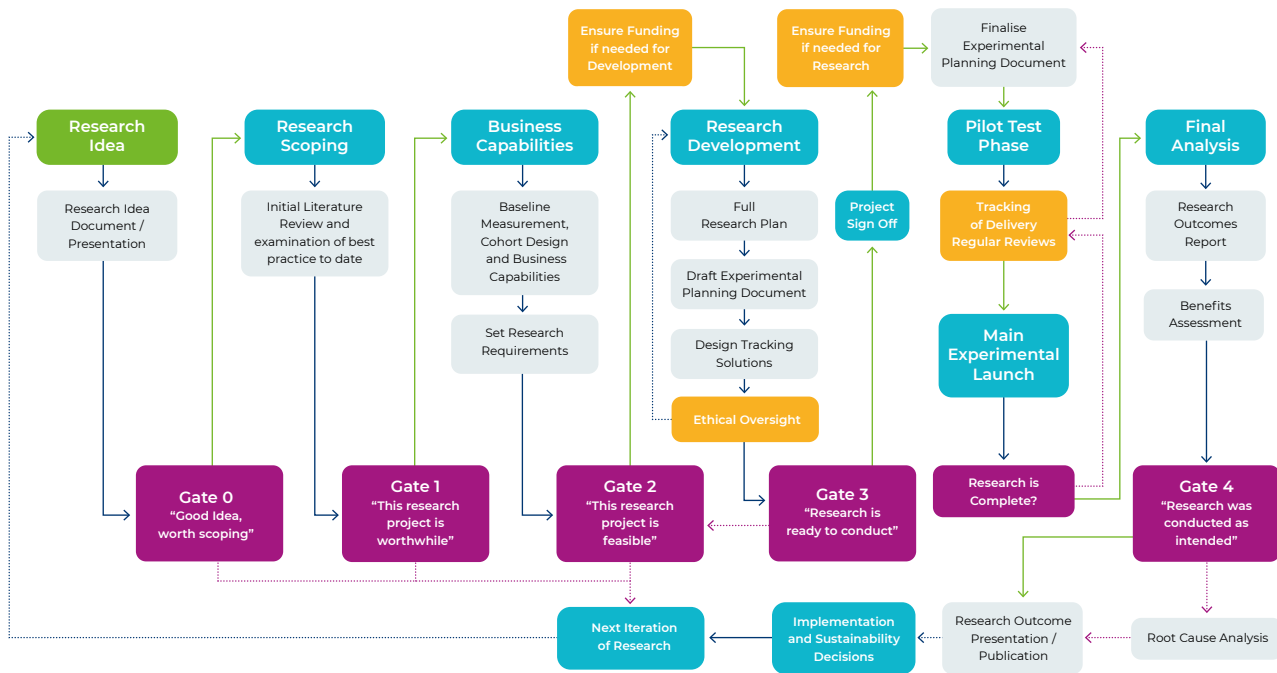 Research
Idea
Research Idea
Document /
Presentation
Gate 0
“Good Idea,
worth scoping”
Research
Scoping
Initial Literature
Review and
examination of best
practice to date
Gate 1
“This research
project is
worthwhile”
Business
Capabilities
Baseline
Measurement,
Cohort Design
and Business
Capabilities
Set Research
Requirements
Gate 2
“This research
project is
feasible”
Ensure Funding
if needed for
Development
Research
Development
Full
Research Plan
Draft Experimental
Planning Document
Design Tracking
Solutions
Ethical Oversight
Gate 3
“Research is
ready to conduct”
Project
Sign Off
Ensure Funding
if needed for
Research
Finalise
Experimental
Planning Document
Pilot Test
Phase
Tracking
of Delivery
Regular Reviews
Main
Experimental
Launch
Research is
Complete?
Final
Analysis
Research
Outcomes
Report
Benefits
Assessment
Gate 4
“Research was
conducted as
intended”
Root Cause Analysis
Research Outcome
Presentation /
Publication
Implementation
and Sustainability
Decisions
Next Iteration
of Research